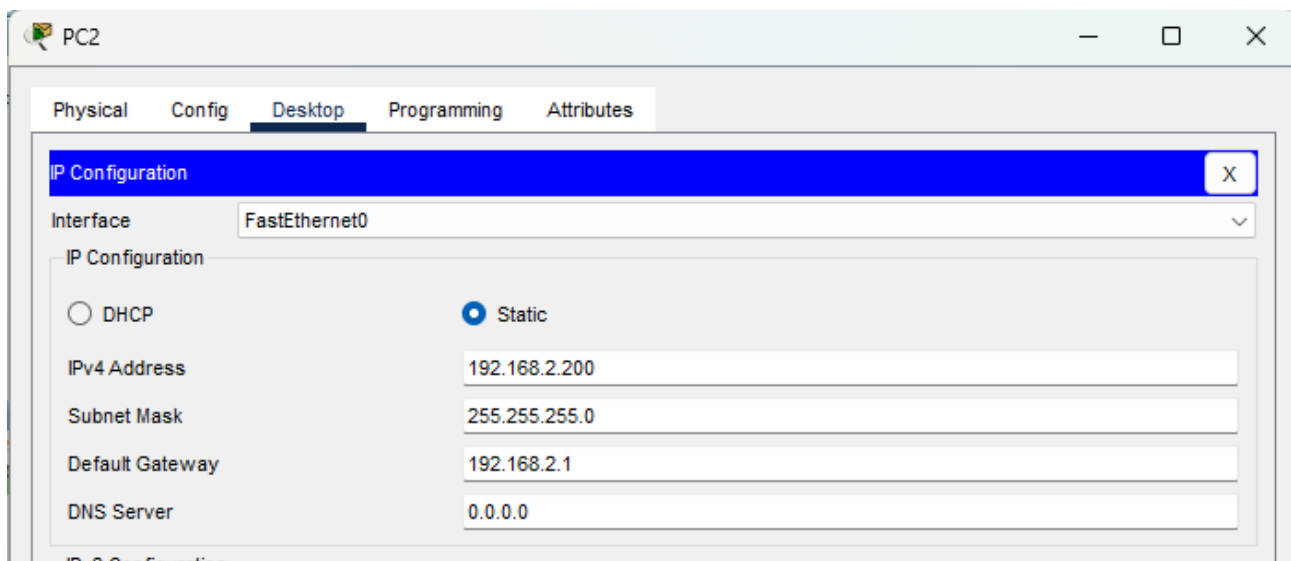 PC2
Physical Config Desktop Programming Attributes
IP Configuration X
Interface FastEthernet0
IP Configuration
DHCP Static
IPv4 Address 192.168.2.200
Subnet Mask 255.255.255.0
Default Gateway 192.168.2.1
DNS Server 0.0.0.0